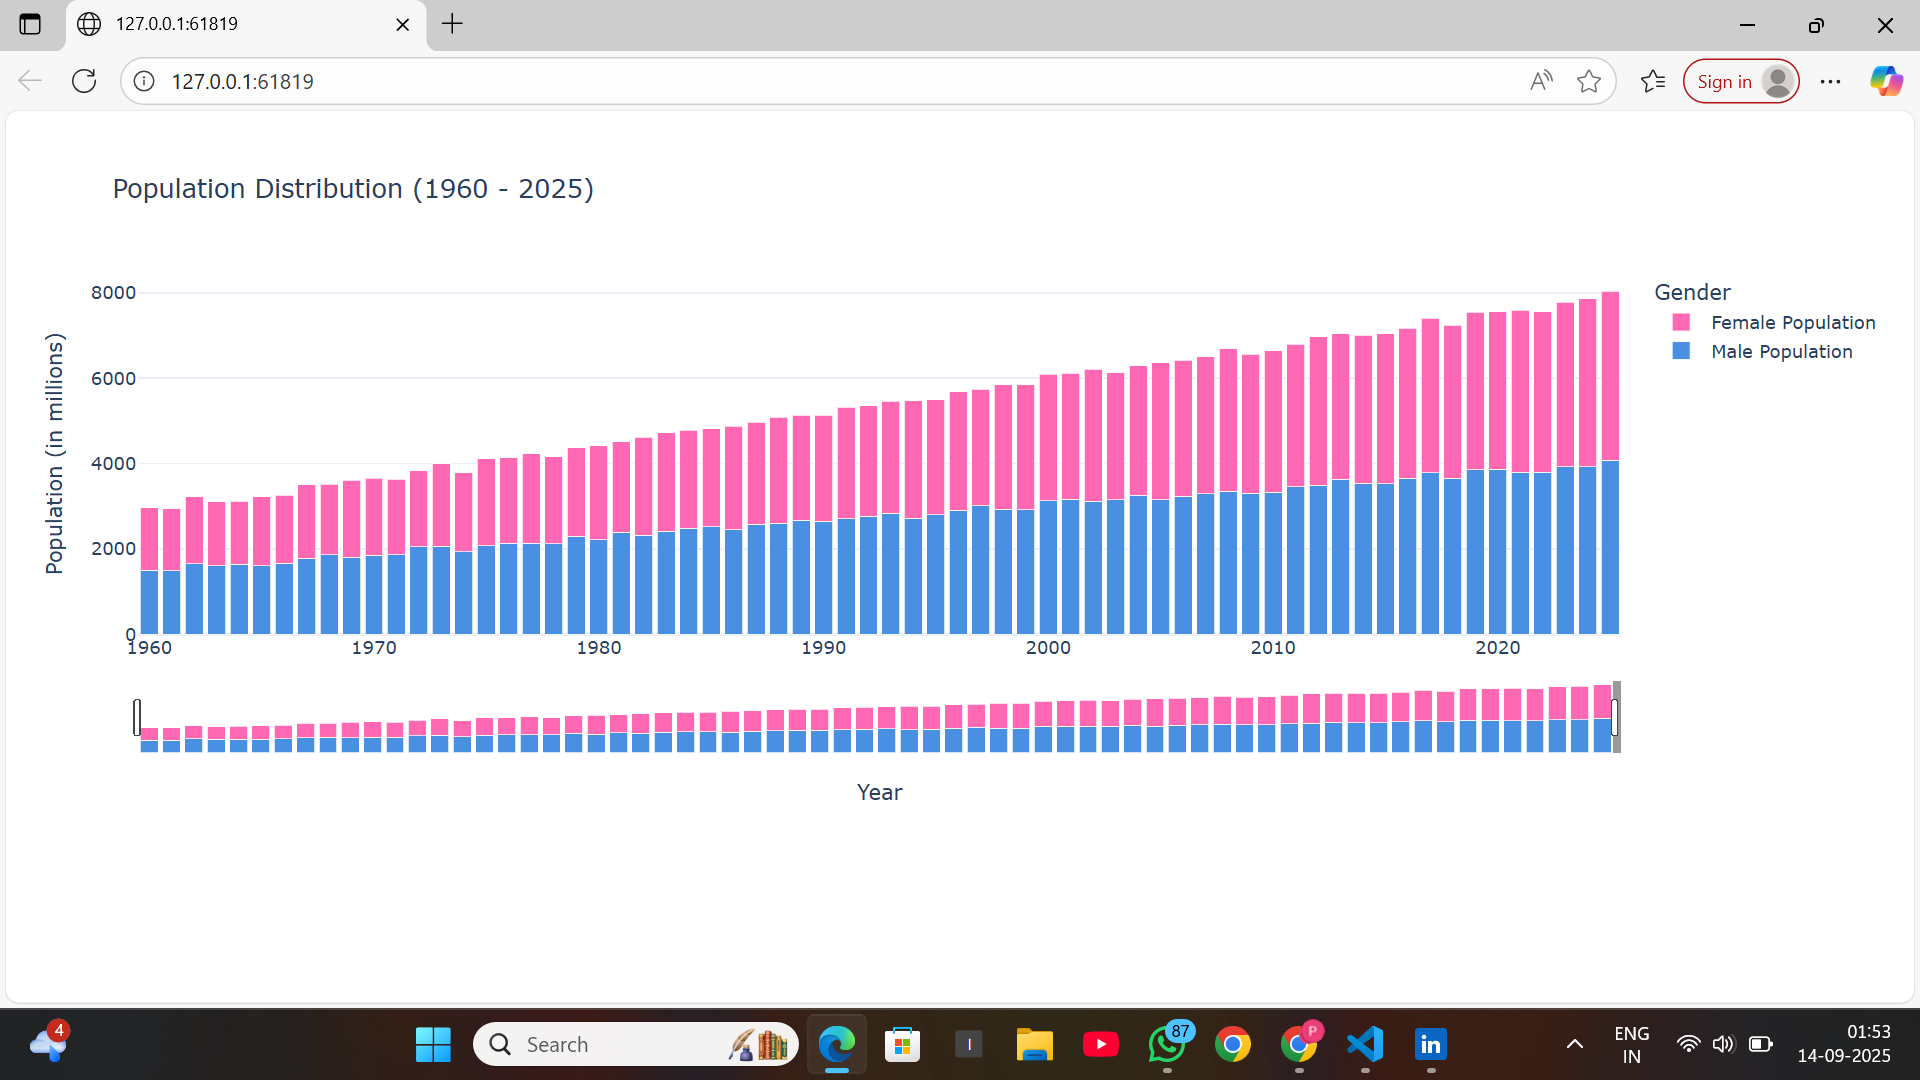 127.0.0.1:61819
127.0.0.1:61819
Sign in
Population Distribution (1960 - 2025)
Population (in millions)
8000
6000
4000
2000
0
1960
1970
1980
1990
2000
2010
2020
Year
Gender
Female Population
Male Population
4
Search
I
87
P
in
ENG
IN
01:53
14-09-2025